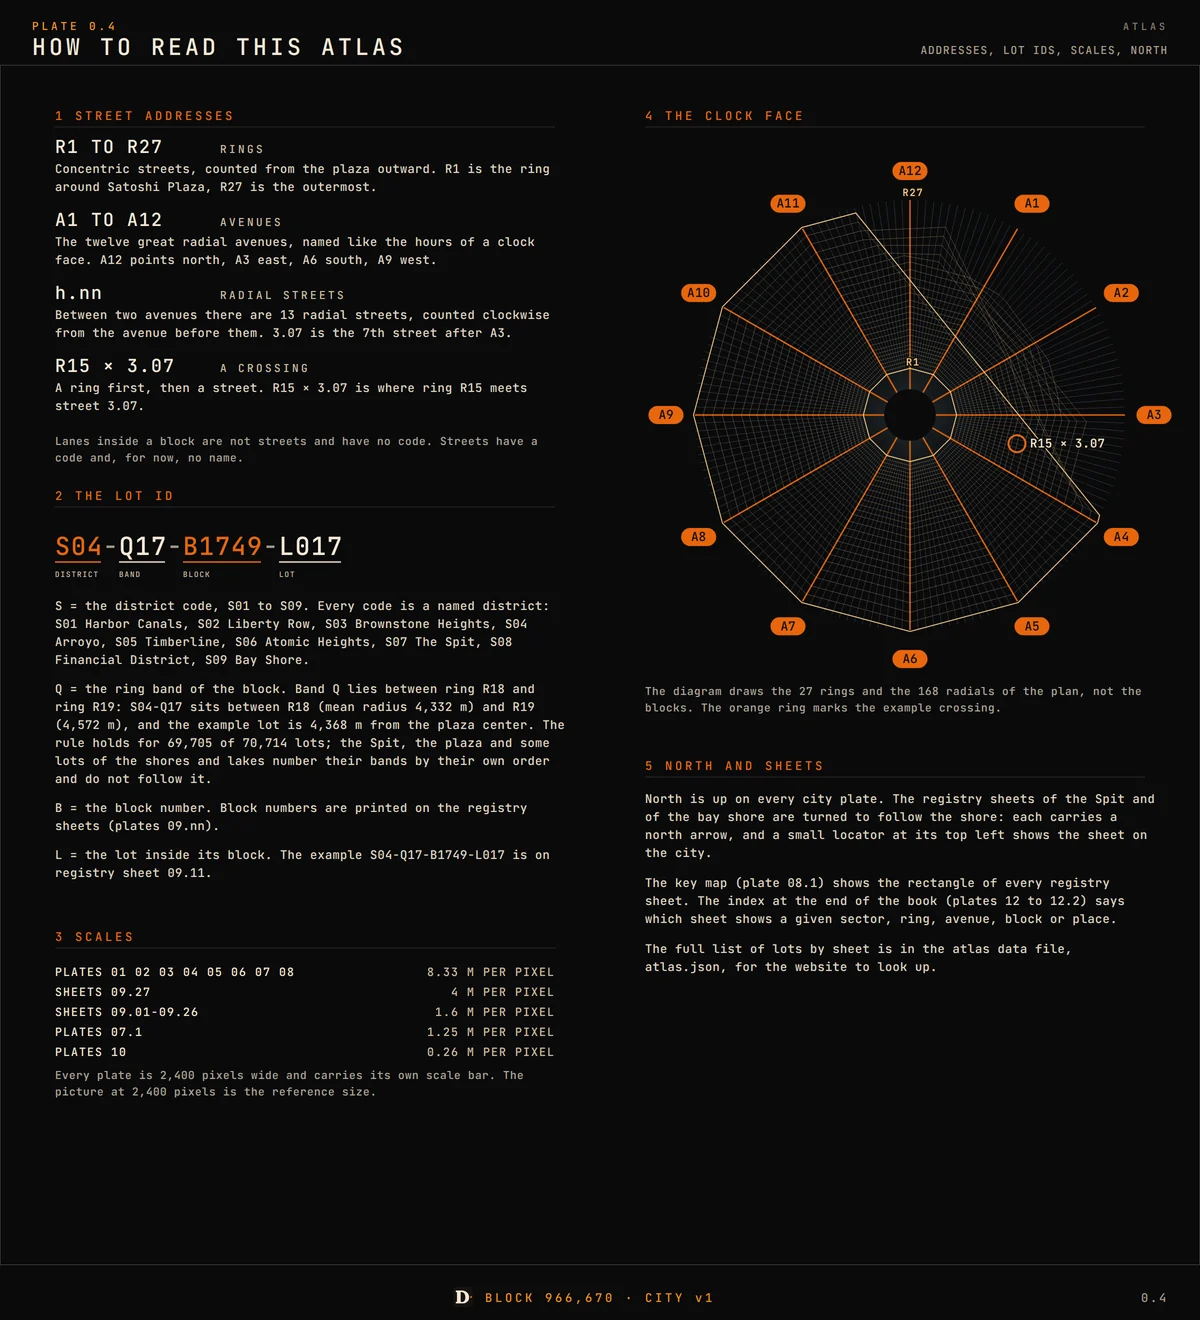 PLATE 0.4
HOW TO READ THIS ATLAS
ATLAS
ADDRESSES, LOT IDS, SCALES, NORTH
1 STREET ADDRESSES
R1 TO R27 RINGS
Concentric streets, counted from the plaza outward. R1 is the ring
around Satoshi Plaza, R27 is the outermost.
A1 TO A12 AVENUES
The twelve great radial avenues, named like the hours of a clock
face. A12 points north, A3 east, A6 south, A9 west.
h.nn RADIAL STREETS
Between two avenues there are 13 radial streets, counted clockwise
from the avenue before them. 3.07 is the 7th street after A3.
R15 × 3.07 A CROSSING
A ring first, then a street. R15 × 3.07 is where ring R15 meets
street 3.07.
Lanes inside a block are not streets and have no code. Streets have a
code and, for now, no name.
2 THE LOT ID
S04-Q17-B1749-L017
DISTRICT BAND BLOCK LOT
S = the district code, S01 to S09. Every code is a named district:
S01 Harbor Canals, S02 Liberty Row, S03 Brownstone Heights, S04
Arroyo, S05 Timberline, S06 Atomic Heights, S07 The Spit, S08
Financial District, S09 Bay Shore.
Q = the ring band of the block. Band Q lies between ring R18 and
ring R19: S04-Q17 sits between R18 (mean radius 4,332 m) and R19
(4,572 m), and the example lot is 4,368 m from the plaza center. The
rule holds for 69,705 of 70,714 lots; the Spit, the plaza and some
lots of the shores and lakes number their bands by their own order
and do not follow it.
B = the block number. Block numbers are printed on the registry
sheets (plates 09.nn).
L = the lot inside its block. The example S04-Q17-B1749-L017 is on
registry sheet 09.11.
3 SCALES
PLATES 01 02 03 04 05 06 07 08 8.33 M PER PIXEL
SHEETS 09.27 4 M PER PIXEL
SHEETS 09.01-09.26 1.6 M PER PIXEL
PLATES 07.1 1.25 M PER PIXEL
PLATES 10 0.26 M PER PIXEL
Every plate is 2,400 pixels wide and carries its own scale bar. The
picture at 2,400 pixels is the reference size.
4 THE CLOCK FACE
A12
R27
A11
A1
A10
A2
R1
A9
A3
R15 × 3.07
A8
A4
A7
A5
A6
The diagram draws the 27 rings and the 168 radials of the plan, not the
blocks. The orange ring marks the example crossing.
5 NORTH AND SHEETS
North is up on every city plate. The registry sheets of the Spit and
of the bay shore are turned to follow the shore: each carries a
north arrow, and a small locator at its top left shows the sheet on
the city.
The key map (plate 08.1) shows the rectangle of every registry
sheet. The index at the end of the book (plates 12 to 12.2) says
which sheet shows a given sector, ring, avenue, block or place.
The full list of lots by sheet is in the atlas data file,
atlas.json, for the website to look up.
D BLOCK 966,670 · CITY v1
0.4